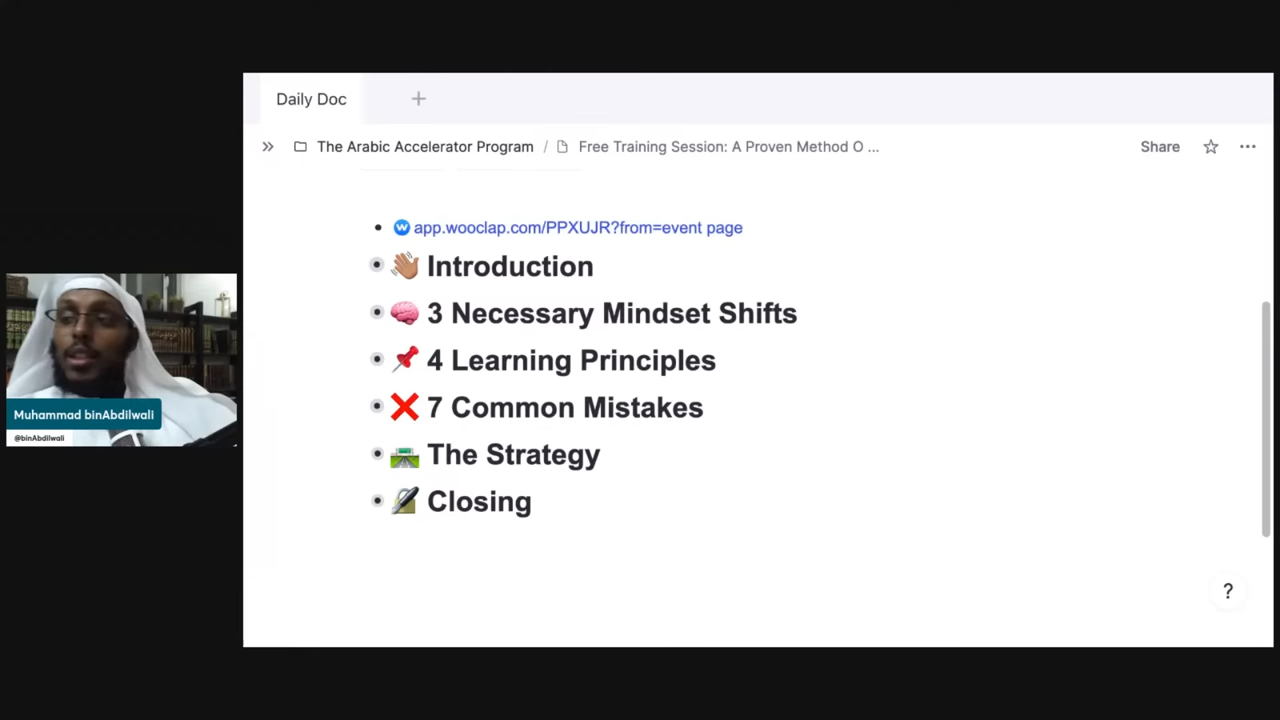 Daily Doc
The Arabic Accelerator Program / Free Training Session: A Proven Method O ...
Share
app.wooclap.com/PPXUJR?from=event page
👋🏽 Introduction
🧠 3 Necessary Mindset Shifts
📌 4 Learning Principles
❌ 7 Common Mistakes
🛣️ The Strategy
Closing
Muhammad binAbdilwali
@binAbdilwali
?